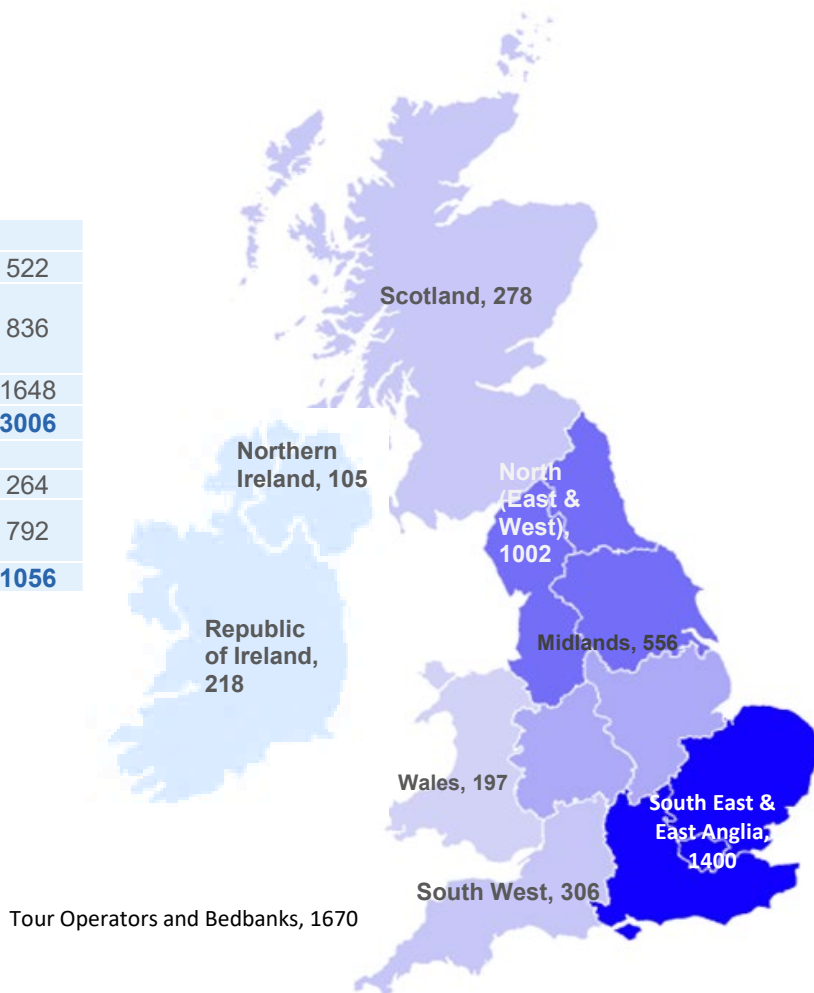 522
836
1648
3006
264
792
1056
Scotland, 278
Northern
Ireland, 105
North
(East &
West),
1002
Republic
of Ireland,
218
Midlands, 556
Wales, 197
South East &
East Anglia,
1400
South West, 306
Tour Operators and Bedbanks, 1670